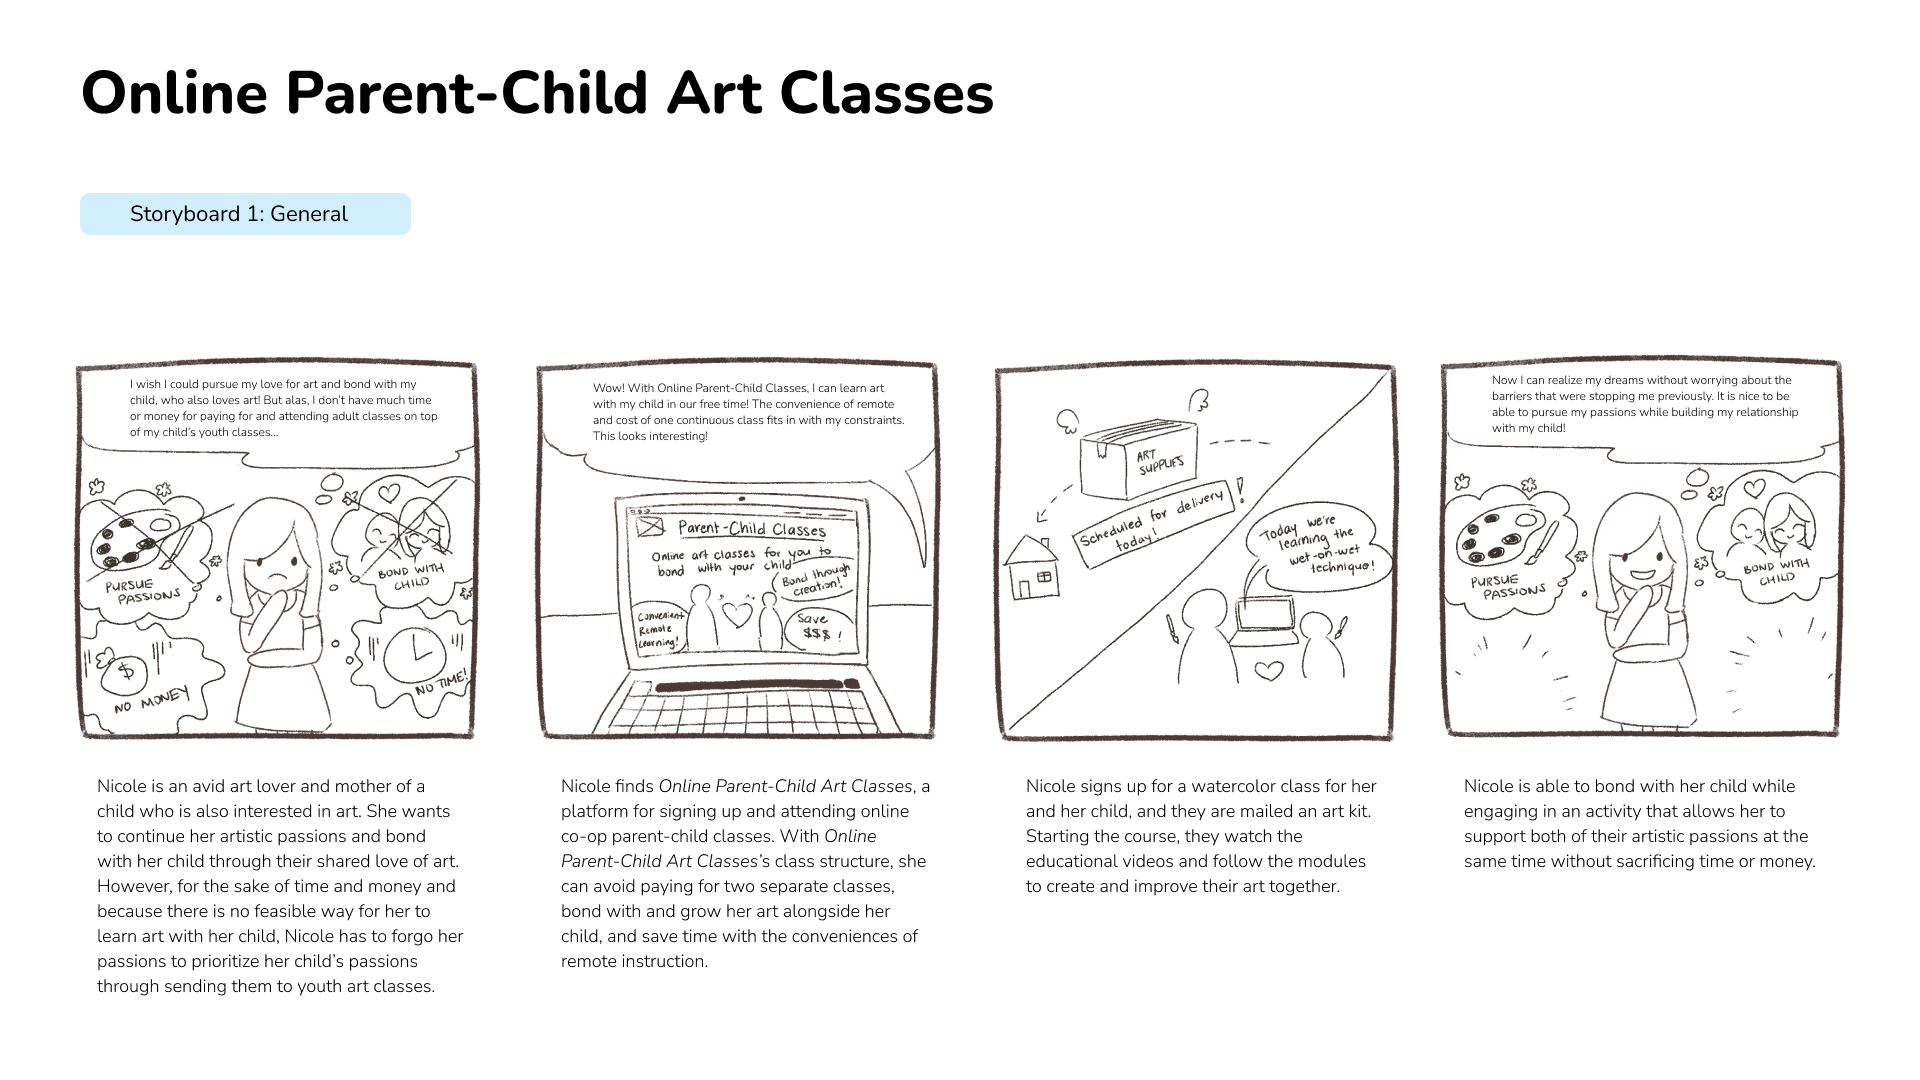 Online Parent-Child Art Classes
Storyboard 1: General
I wish I could pursue my love for art and bond with my
child, who also loves art! But alas, I don't have much time
or money for paying for and attending adult classes on top
of my child's youth classes...
PURSUE
PASSIONS
BOND WITH
CHILD
$
NO MONEY
NO TIME!
Nicole is an avid art lover and mother of a
child who is also interested in art. She wants
to continue her artistic passions and bond
with her child through their shared love of art.
However, for the sake of time and money and
because there is no feasible way for her to
learn art with her child, Nicole has to forgo her
passions to prioritize her child's passions
through sending them to youth art classes.
Wow! With Online Parent-Child Classes, I can learn art
with my child in our free time! The convenience of remote
and cost of one continuous class fits in with my constraints.
This looks interesting!
Parent-Child Classes
Online art classes for you to
bond with your child
Bond through
creation!
Convenient
Remote
Learning!
Save
$$$ !
Nicole finds Online Parent-Child Art Classes, a
platform for signing up and attending online
co-op parent-child classes. With Online
Parent-Child Art Classes’s class structure, she
can avoid paying for two separate classes,
bond with and grow her art alongside her
child, and save time with the conveniences of
remote instruction.
ART
SUPPLIES
Scheduled for delivery
today!
!
Today we're
learning the
wet-on-wet
technique!
Nicole signs up for a watercolor class for her
and her child, and they are mailed an art kit.
Starting the course, they watch the
educational videos and follow the modules
to create and improve their art together.
Now I can realize my dreams without worrying about the
barriers that were stopping me previously. It is nice to be
able to pursue my passions while building my relationship
with my child!
PURSUE
PASSIONS
BOND WITH
CHILD
Nicole is able to bond with her child while
engaging in an activity that allows her to
support both of their artistic passions at the
same time without sacrificing time or money.